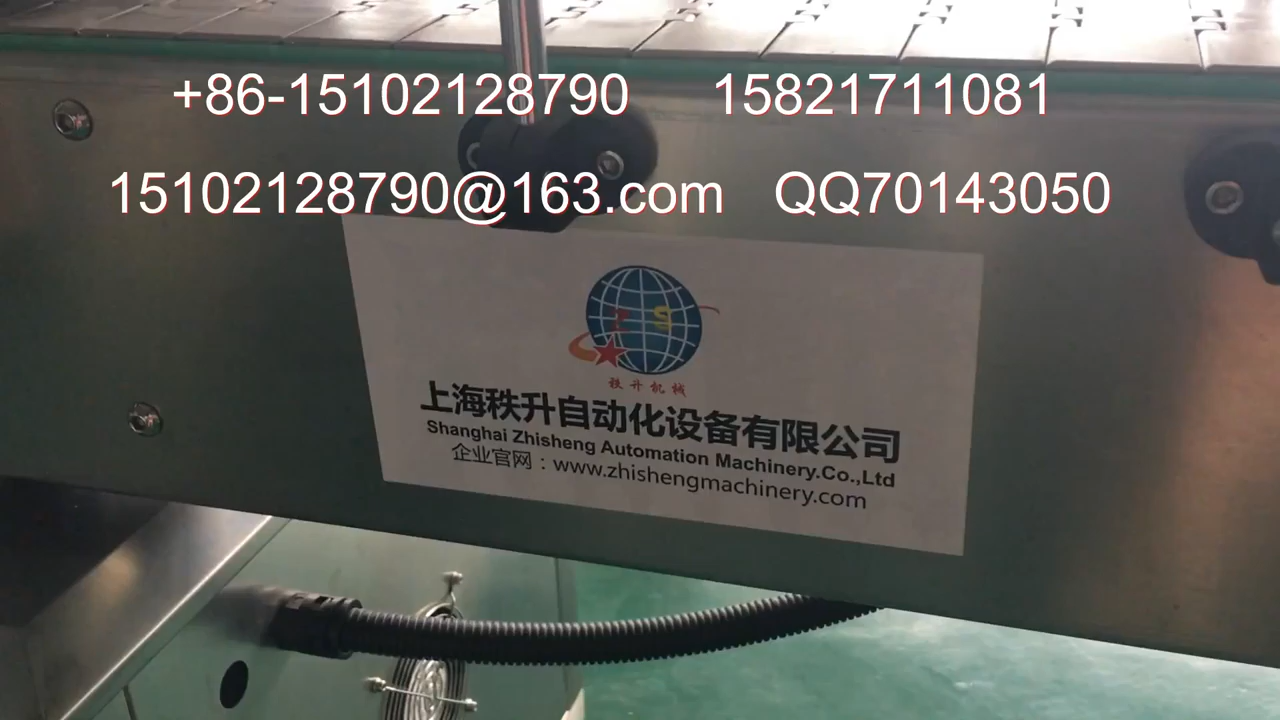 +86-15102128790 15821711081
15102128790@163.com QQ70143050
Z S
秩升机械
上海秩升自动化设备有限公司
Shanghai Zhisheng Automation Machinery.Co.,Ltd
企业官网：www.zhishengmachinery.com